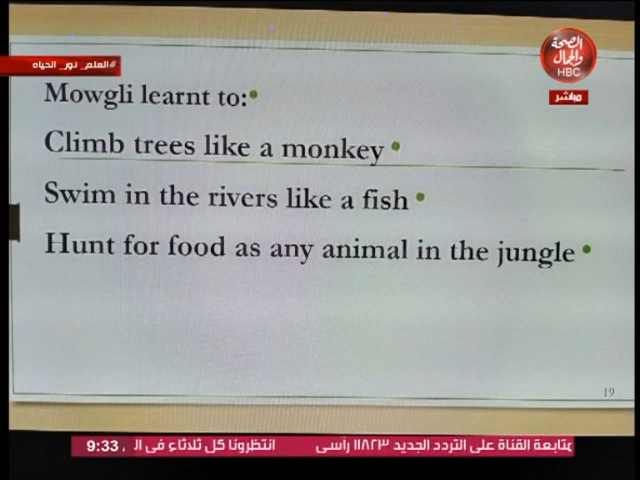 الصحة
والجمال
HBC
مباشر
#العلم_نور_الحياه
Mowgli learnt to:•
Climb trees like a monkey •
Swim in the rivers like a fish •
Hunt for food as any animal in the jungle •
19
متابعة القناة على التردد الجديد ١١٨٢٣ رأسى
انتظرونا كل ثلاثاء فى ال
9:33